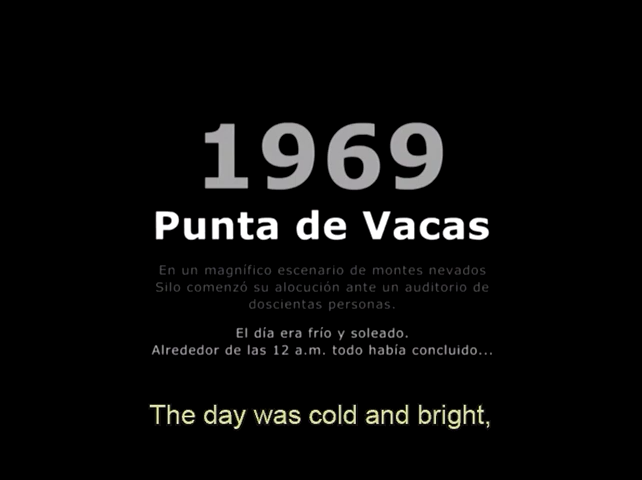 1969
Punta de Vacas
En un magnífico escenario de montes nevados
Silo comenzó su alocución ante un auditorio de
doscientas personas.
El día era frío y soleado.
Alrededor de las 12 a.m. todo había concluido...
The day was cold and bright,